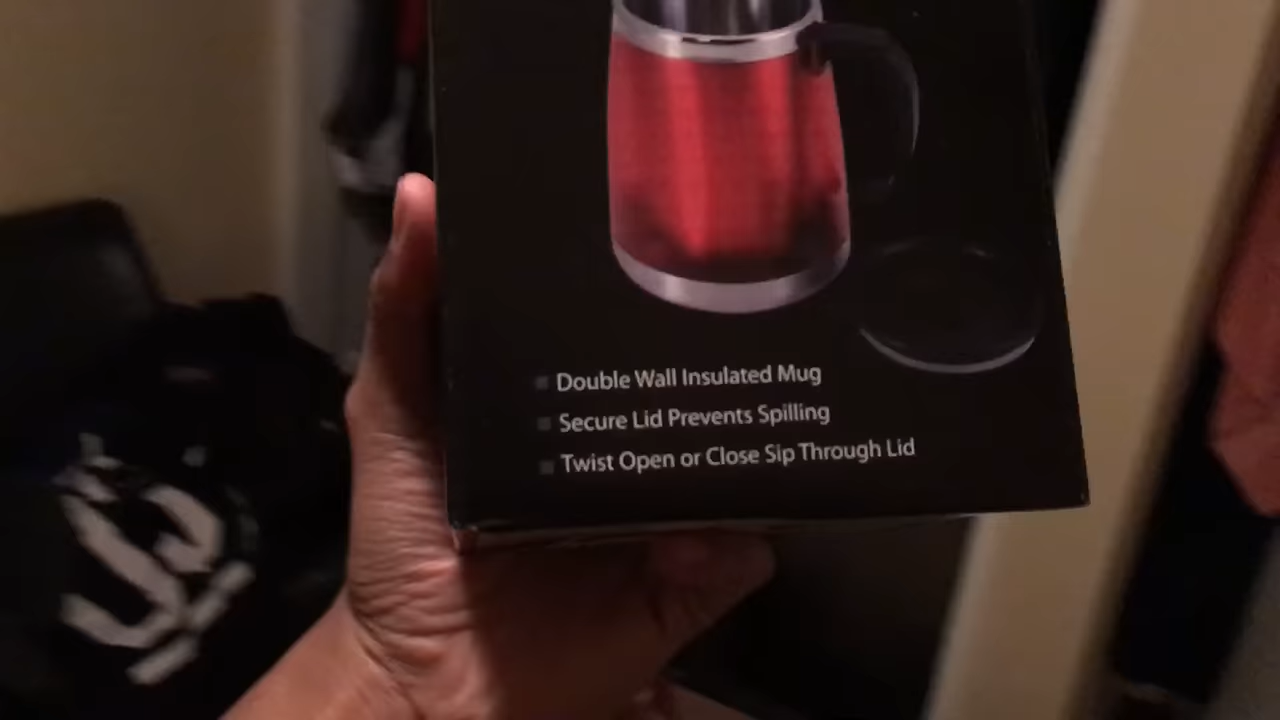 Double Wall Insulated Mug
Secure Lid Prevents Spilling
Twist Open or Close Sip Through Lid